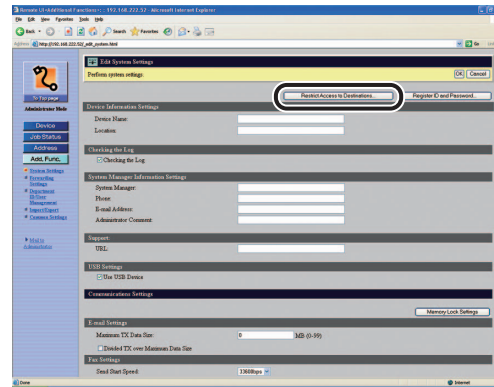 Remote UI <Additional Functions> : 192.168.222.52 - Microsoft Internet Explorer
File Edit View Favorites Tools Help
Back Search Favorites
Address http://192.168.222.52/_edit_system.html Go
Edit System Settings
Perform system settings. OK Cancel
Restrict Access to Destinations... Register ID and Password...
To Top page
Administrator Mode
Device
Job Status
Address
Add. Func.
System Settings
Forwarding
Settings
Department
ID/User
Management
Import/Export
Custom Settings
Mail to
Administrator
Device Information Settings
Device Name:
Location:
Checking the Log
Checking the Log
System Manager Information Settings
System Manager:
Phone:
E-mail Address:
Administrator Comment:
Support:
URL:
USB Settings
Use USB Device
Communications Settings
Memory Lock Settings
E-mail Settings
Maximum TX Data Size: 0 MB (0-99)
Divided TX over Maximum Data Size
Fax Settings
Send Start Speed: 33600bps
Done Internet